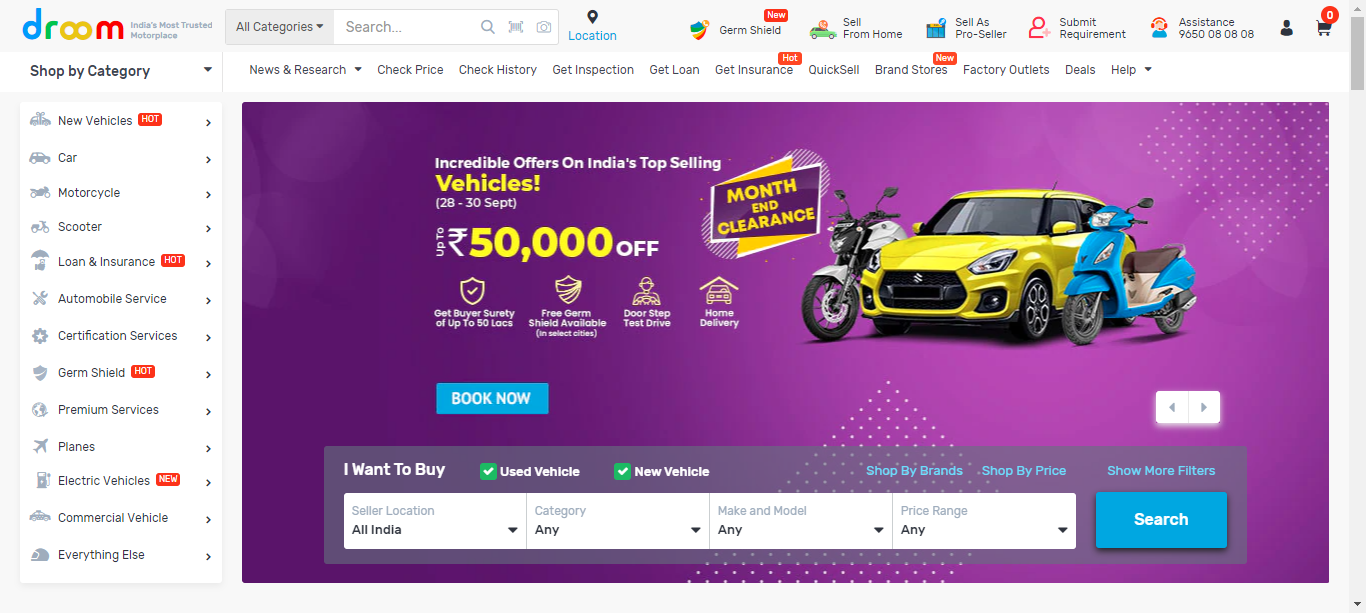 droom
India's Most Trusted
Motorplace
All Categories
Search...
Location
New
Germ Shield
Sell
From Home
Sell As
Pro-Seller
Submit
Requirement
Assistance
9650 08 08 08
0
Shop by Category
News & Research
Check Price
Check History
Get Inspection
Get Loan
Get Insurance
Hot
QuickSell
Brand Stores
New
Factory Outlets
Deals
Help
New Vehicles HOT
Car
Motorcycle
Scooter
Loan & Insurance HOT
Automobile Service
Certification Services
Germ Shield HOT
Premium Services
Planes
Electric Vehicles NEW
Commercial Vehicle
Everything Else
Incredible Offers On India's Top Selling
Vehicles!
(28 - 30 Sept)
UP TO ₹50,000 OFF
MONTH
END
CLEARANCE
Get Buyer Surety
of Up To 50 Lacs
Free Germ
Shield Available
(in select cities)
Door Step
Test Drive
Home
Delivery
BOOK NOW
I Want To Buy
Used Vehicle
New Vehicle
Shop By Brands
Shop By Price
Show More Filters
Seller Location
All India
Category
Any
Make and Model
Any
Price Range
Any
Search